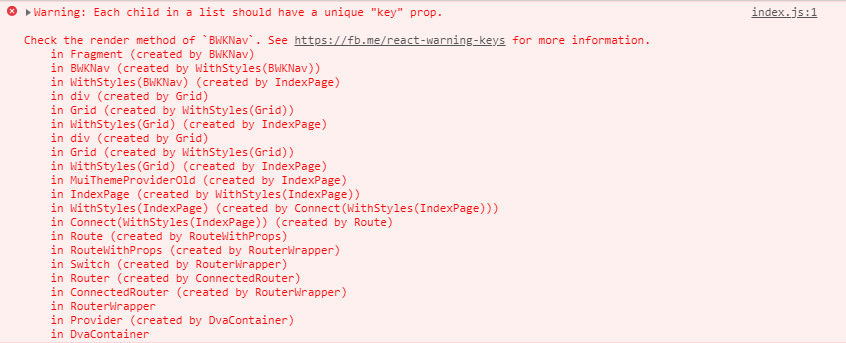 Warning: Each child in a list should have a unique "key" prop. index.js:1
Check the render method of `BWKNav`. See https://fb.me/react-warning-keys for more information.
in Fragment (created by BWKNav)
in BWKNav (created by WithStyles(BWKNav))
in WithStyles(BWKNav) (created by IndexPage)
in div (created by Grid)
in Grid (created by WithStyles(Grid))
in WithStyles(Grid) (created by IndexPage)
in div (created by Grid)
in Grid (created by WithStyles(Grid))
in WithStyles(Grid) (created by IndexPage)
in MuiThemeProviderOld (created by IndexPage)
in IndexPage (created by WithStyles(IndexPage))
in WithStyles(IndexPage) (created by Connect(WithStyles(IndexPage)))
in Connect(WithStyles(IndexPage)) (created by Route)
in Route (created by RouteWithProps)
in RouteWithProps (created by RouterWrapper)
in Switch (created by RouterWrapper)
in Router (created by ConnectedRouter)
in ConnectedRouter (created by RouterWrapper)
in RouterWrapper
in Provider (created by DvaContainer)
in DvaContainer